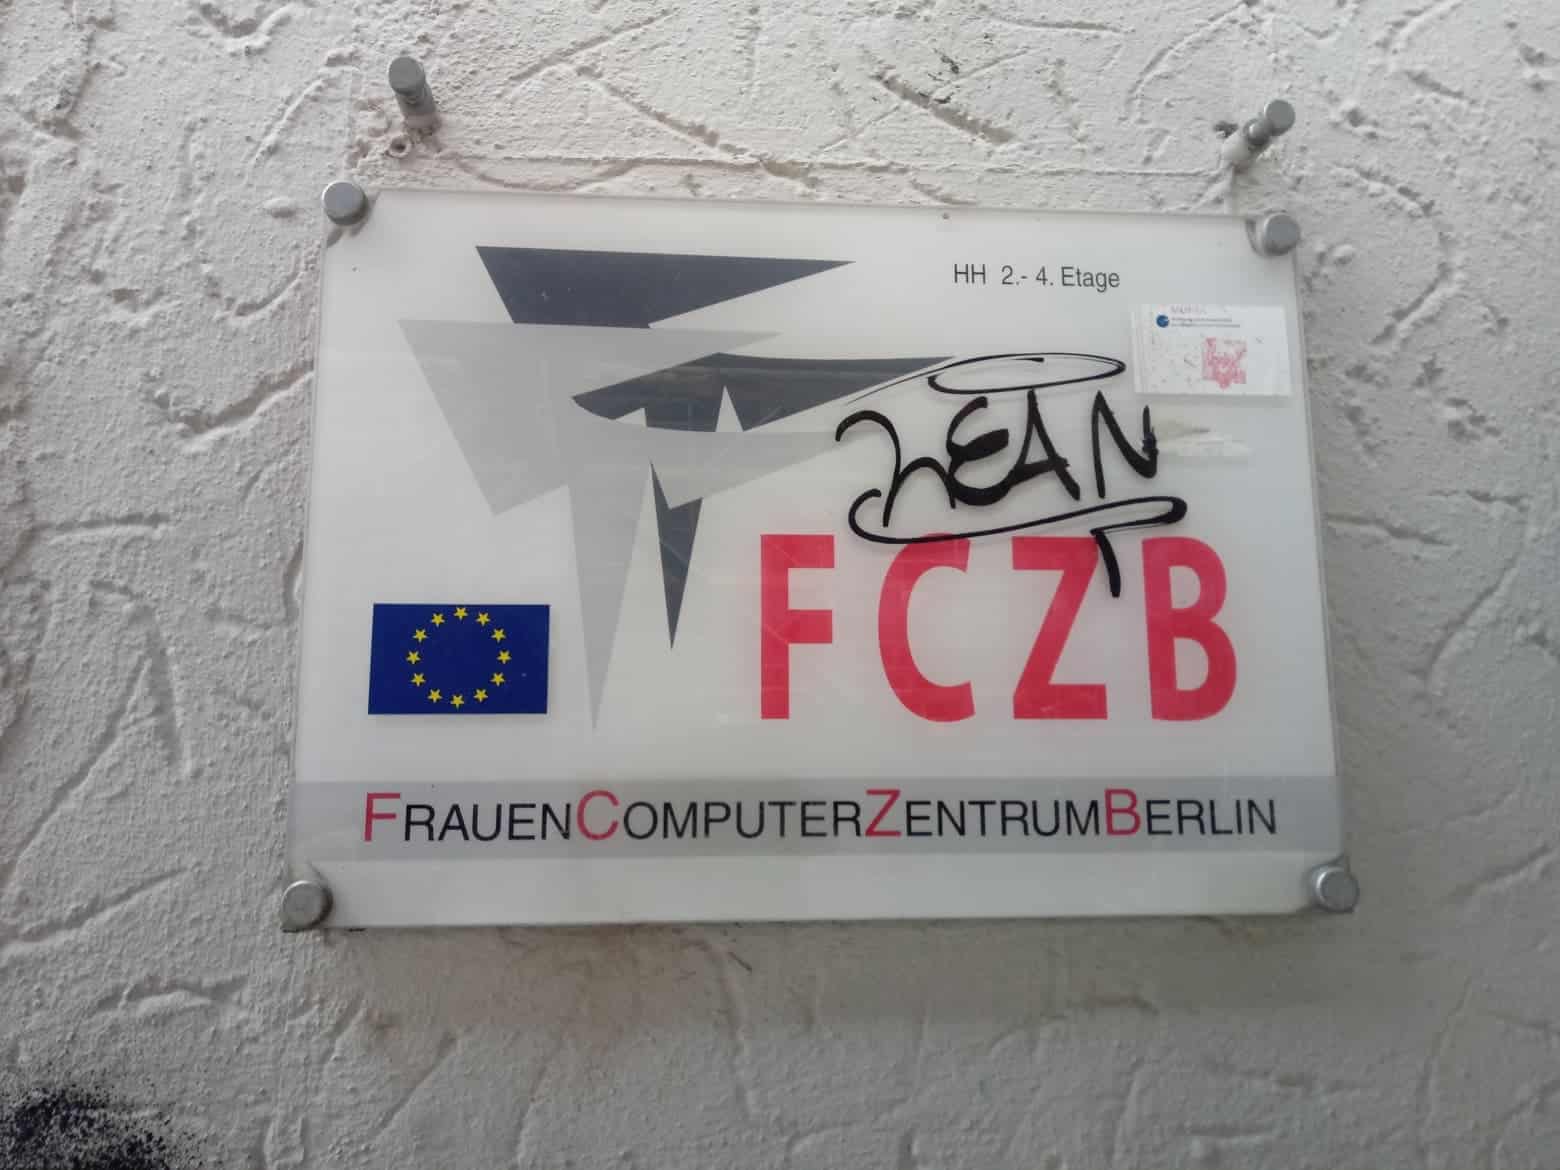 HH 2.- 4. Etage
FCZB
FRAUENCOMPUTERZENTRUMBERLIN